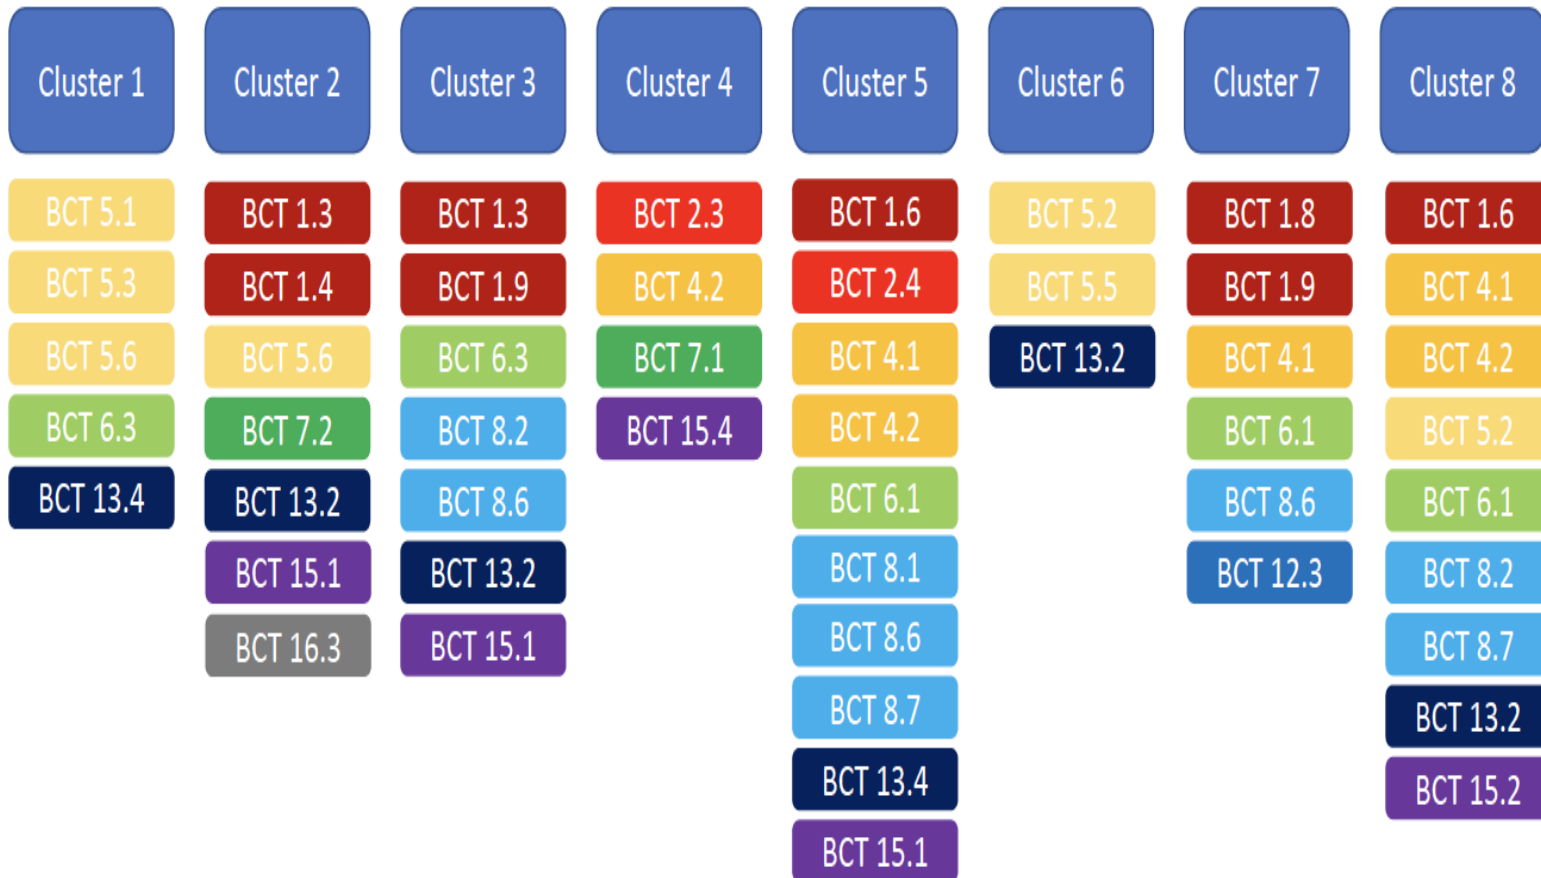 Cluster 1
BCT 5.1
BCT 5.3
BCT 5.6
BCT 6.3
BCT 13.4
Cluster 2
BCT 1.3
BCT 1.4
BCT 5.6
BCT 7.2
BCT 13.2
BCT 15.1
BCT 16.3
Cluster 3
BCT 1.3
BCT 1.9
BCT 6.3
BCT 8.2
BCT 8.6
BCT 13.2
BCT 15.1
Cluster 4
BCT 2.3
BCT 4.2
BCT 7.1
BCT 15.4
Cluster 5
BCT 1.6
BCT 2.4
BCT 4.1
BCT 4.2
BCT 6.1
BCT 8.1
BCT 8.6
BCT 8.7
BCT 13.4
BCT 15.1
Cluster 6
BCT 5.2
BCT 5.5
BCT 13.2
Cluster 7
BCT 1.8
BCT 1.9
BCT 4.1
BCT 6.1
BCT 8.6
BCT 12.3
Cluster 8
BCT 1.6
BCT 4.1
BCT 4.2
BCT 5.2
BCT 6.1
BCT 8.2
BCT 8.7
BCT 13.2
BCT 15.2